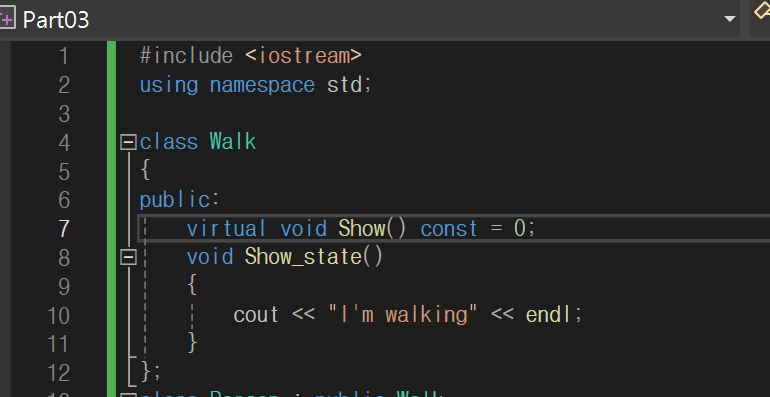 Part03
1 #include <iostream>
2 using namespace std;
3
4 class Walk
5 {
6 public:
7 virtual void Show() const = 0;
8 void Show_state()
9 {
10 cout << "I'm walking" << endl;
11 }
12 };